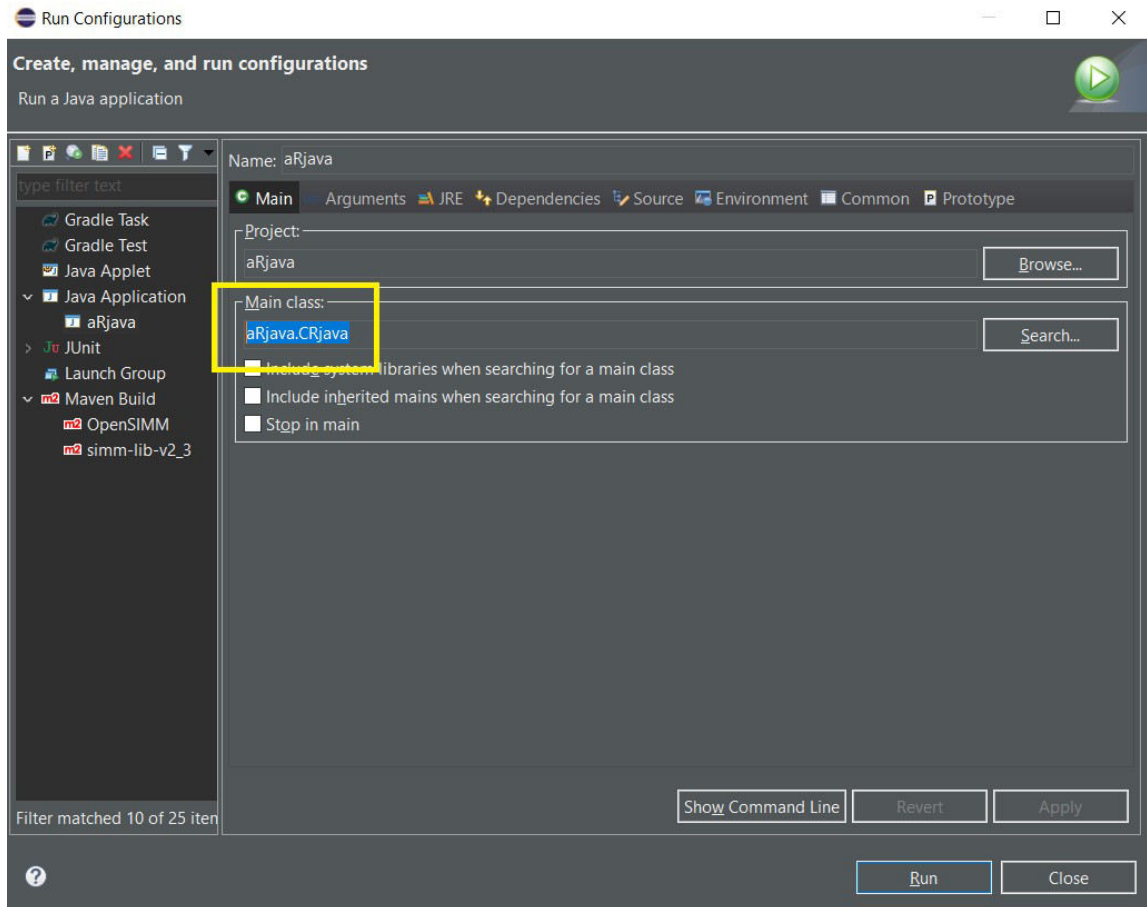 Run Configurations
Create, manage, and run configurations
Run a Java application
type filter text
Gradle Task
Gradle Test
Java Applet
Java Application
aRjava
JUnit
Launch Group
Maven Build
OpenSIMM
simm-lib-v2_3
Filter matched 10 of 25 iten
Name: aRjava
Main Arguments JRE Dependencies Source Environment Common Prototype
Project:
aRjava Browse...
Main class:
aRjava.CRjava Search...
Include system libraries when searching for a main class
Include inherited mains when searching for a main class
Stop in main
Show Command Line Revert Apply
Run Close